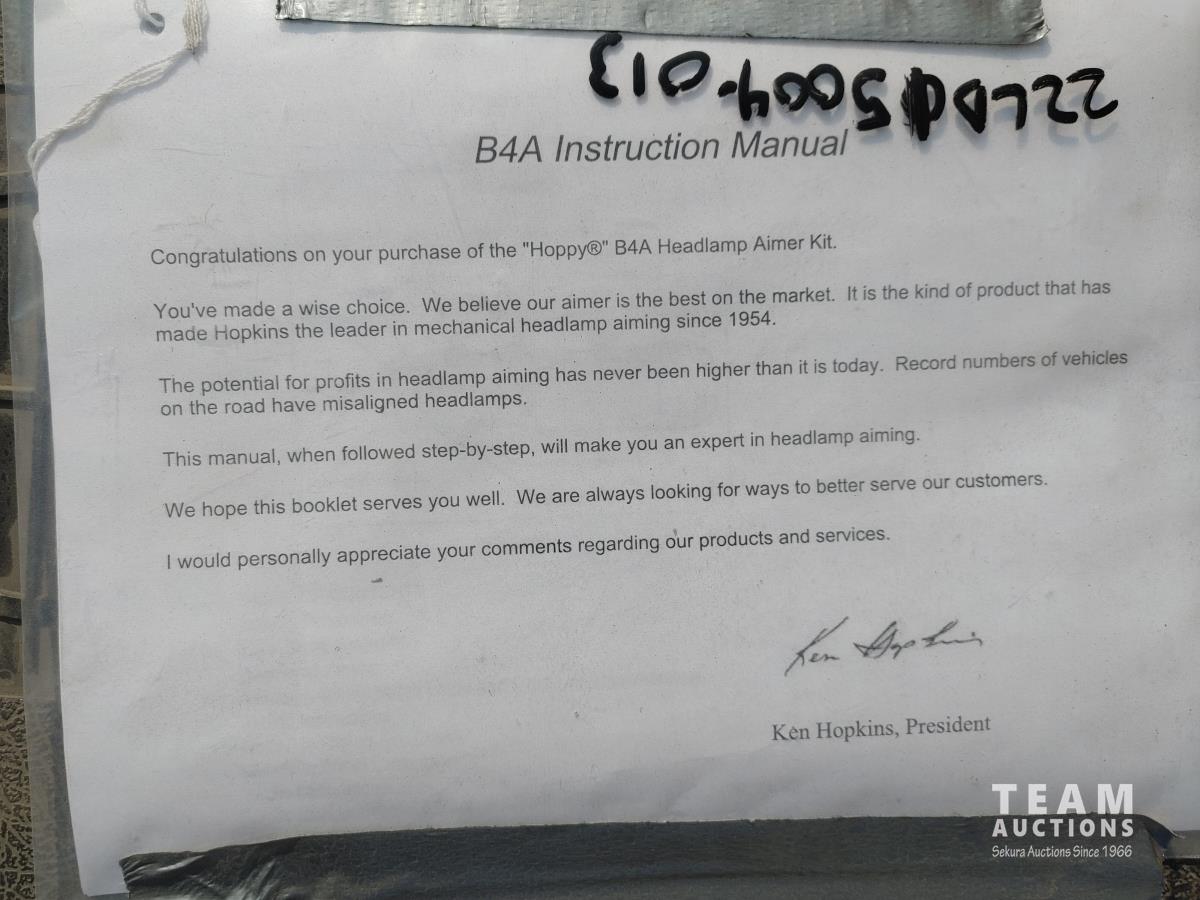 B4A Instruction Manual
Congratulations on your purchase of the "Hoppy®" B4A Headlamp Aimer Kit.
You've made a wise choice. We believe our aimer is the best on the market. It is the kind of product that has
made Hopkins the leader in mechanical headlamp aiming since 1954.
The potential for profits in headlamp aiming has never been higher than it is today. Record numbers of vehicles
on the road have misaligned headlamps.
This manual, when followed step-by-step, will make you an expert in headlamp aiming.
We hope this booklet serves you well. We are always looking for ways to better serve our customers.
I would personally appreciate your comments regarding our products and services.
Ken Hopkins
Ken Hopkins, President
TEAM
AUCTIONS
Sekura Auctions Since 1966